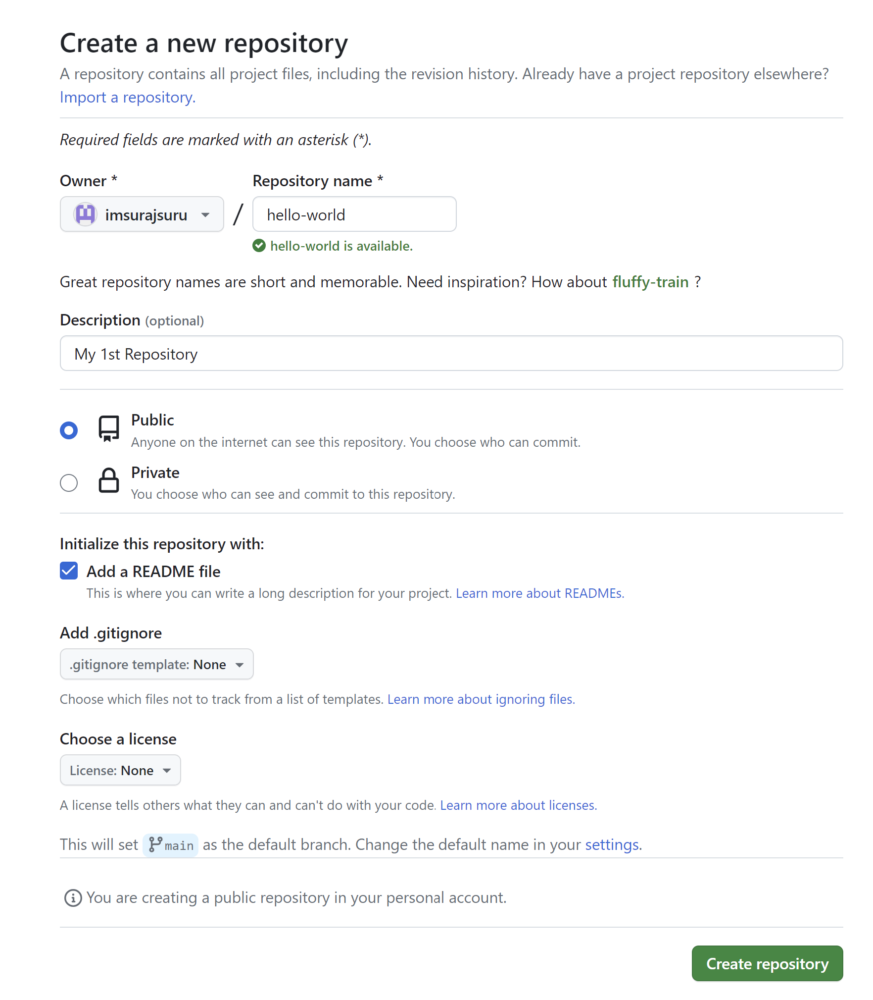 Create a new repository
A repository contains all project files, including the revision history. Already have a project repository elsewhere?
Import a repository.
Required fields are marked with an asterisk (*).
Owner *
Repository name *
imsurajsuru
/
hello-world
hello-world is available.
Great repository names are short and memorable. Need inspiration? How about fluffy-train ?
Description (optional)
My 1st Repository
Public
Anyone on the internet can see this repository. You choose who can commit.
Private
You choose who can see and commit to this repository.
Initialize this repository with:
Add a README file
This is where you can write a long description for your project. Learn more about READMEs.
Add .gitignore
.gitignore template: None
Choose which files not to track from a list of templates. Learn more about ignoring files.
Choose a license
License: None
A license tells others what they can and can't do with your code. Learn more about licenses.
This will set main as the default branch. Change the default name in your settings.
You are creating a public repository in your personal account.
Create repository